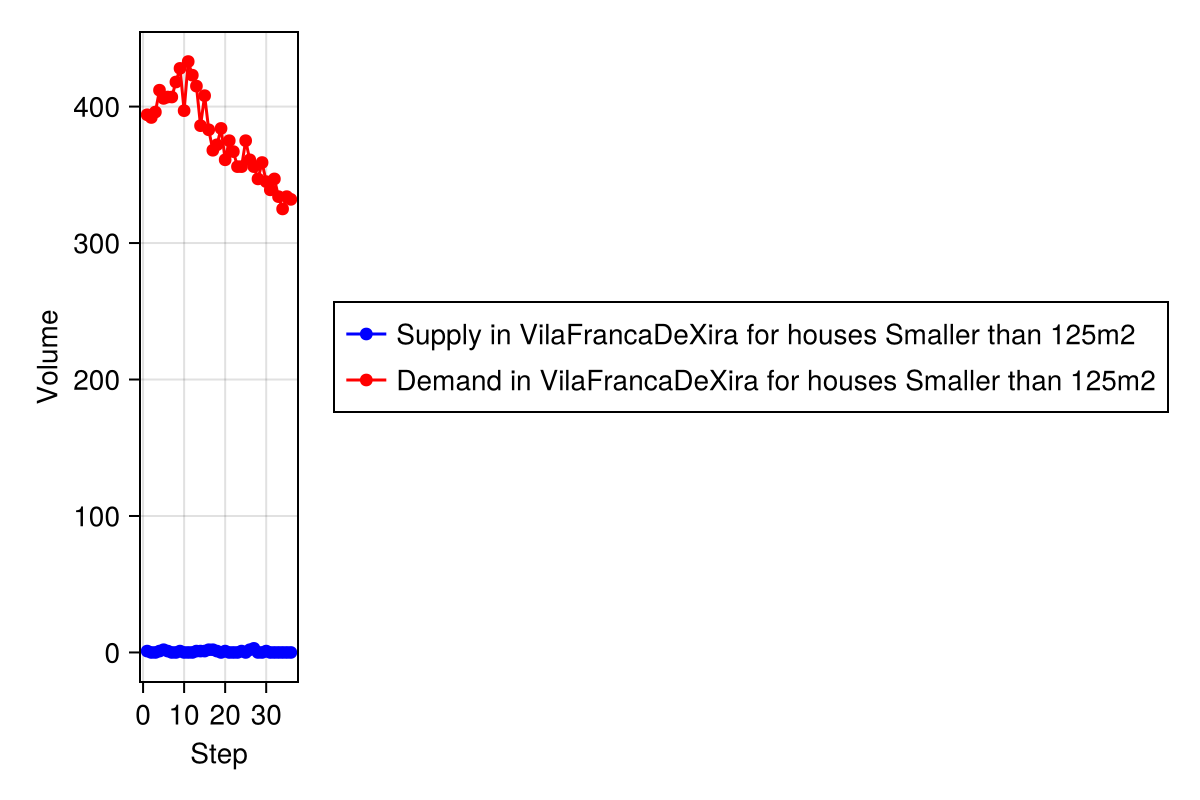 400
300
200
100
0
Volume
0 10 20 30
Step
Supply in VilaFrancaDeXira for houses Smaller than 125m2
Demand in VilaFrancaDeXira for houses Smaller than 125m2